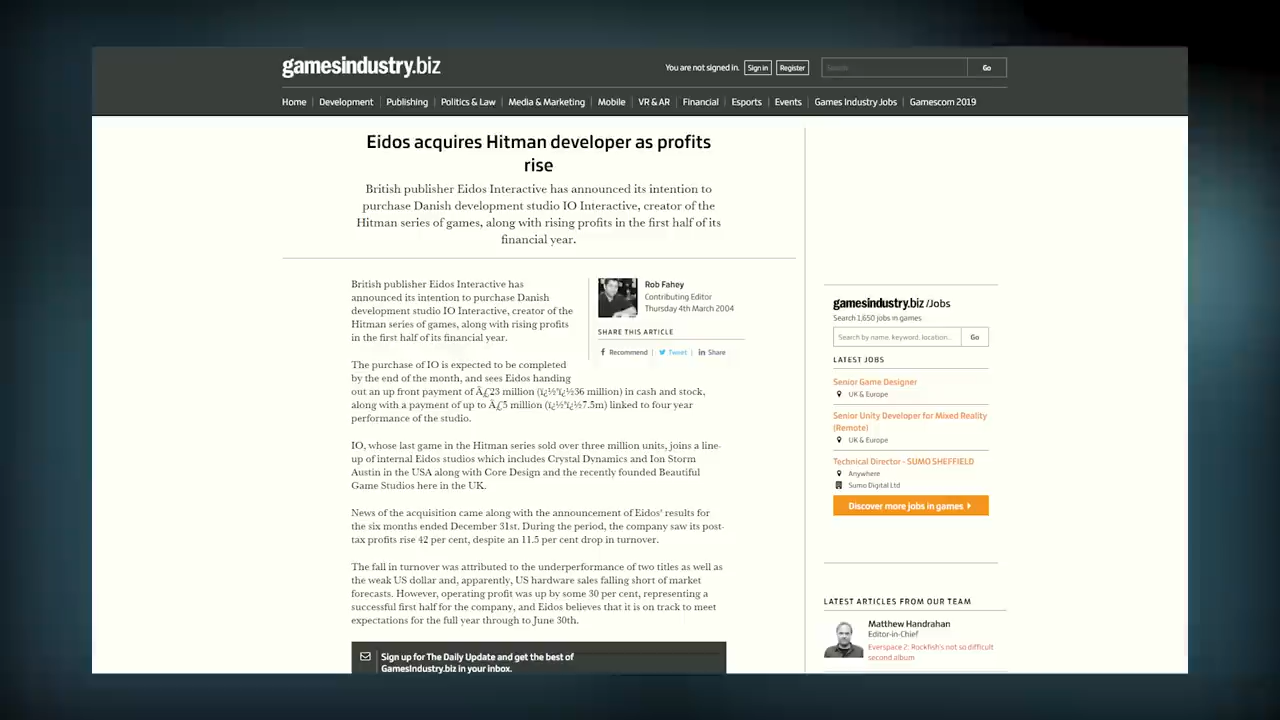 gamesindustry.biz
You are not signed in. Sign in Register
Search
Go
Home Development Publishing Politics & Law Media & Marketing Mobile VR & AR Financial Esports Events Games Industry Jobs Gamescom 2019
Eidos acquires Hitman developer as profits
rise
British publisher Eidos Interactive has announced its intention to
purchase Danish development studio IO Interactive, creator of the
Hitman series of games, along with rising profits in the first half of its
financial year.
British publisher Eidos Interactive has
announced its intention to purchase Danish
development studio IO Interactive, creator of the
Hitman series of games, along with rising profits
in the first half of its financial year.
Rob Fahey
Contributing Editor
Thursday 4th March 2004
SHARE THIS ARTICLE
Recommend Tweet Share
The purchase of IO is expected to be completed
by the end of the month, and sees Eidos handing
out an up front payment of Â£23 million (ï¿½'ï¿½36 million) in cash and stock,
along with a payment of up to Â£5 million (ï¿½'ï¿½7.5m) linked to four year
performance of the studio.
IO, whose last game in the Hitman series sold over three million units, joins a line-
up of internal Eidos studios which includes Crystal Dynamics and Ion Storm
Austin in the USA along with Core Design and the recently founded Beautiful
Game Studios here in the UK.
News of the acquisition came along with the announcement of Eidos' results for
the six months ended December 31st. During the period, the company saw its post-
tax profits rise 42 per cent, despite an 11.5 per cent drop in turnover.
The fall in turnover was attributed to the underperformance of two titles as well as
the weak US dollar and, apparently, US hardware sales falling short of market
forecasts. However, operating profit was up by some 30 per cent, representing a
successful first half for the company, and Eidos believes that it is on track to meet
expectations for the full year through to June 30th.
Sign up for The Daily Update and get the best of
GamesIndustry.biz in your inbox.
gamesindustry.biz /Jobs
Search 1,650 jobs in games
Search by name, keyword, location... Go
LATEST JOBS
Senior Game Designer
UK & Europe
Senior Unity Developer for Mixed Reality
(Remote)
UK & Europe
Technical Director - SUMO SHEFFIELD
Anywhere
Sumo Digital Ltd
Discover more jobs in games
LATEST ARTICLES FROM OUR TEAM
Matthew Handrahan
Editor-in-Chief
Everspace 2: Rockfish's not so difficult
second album